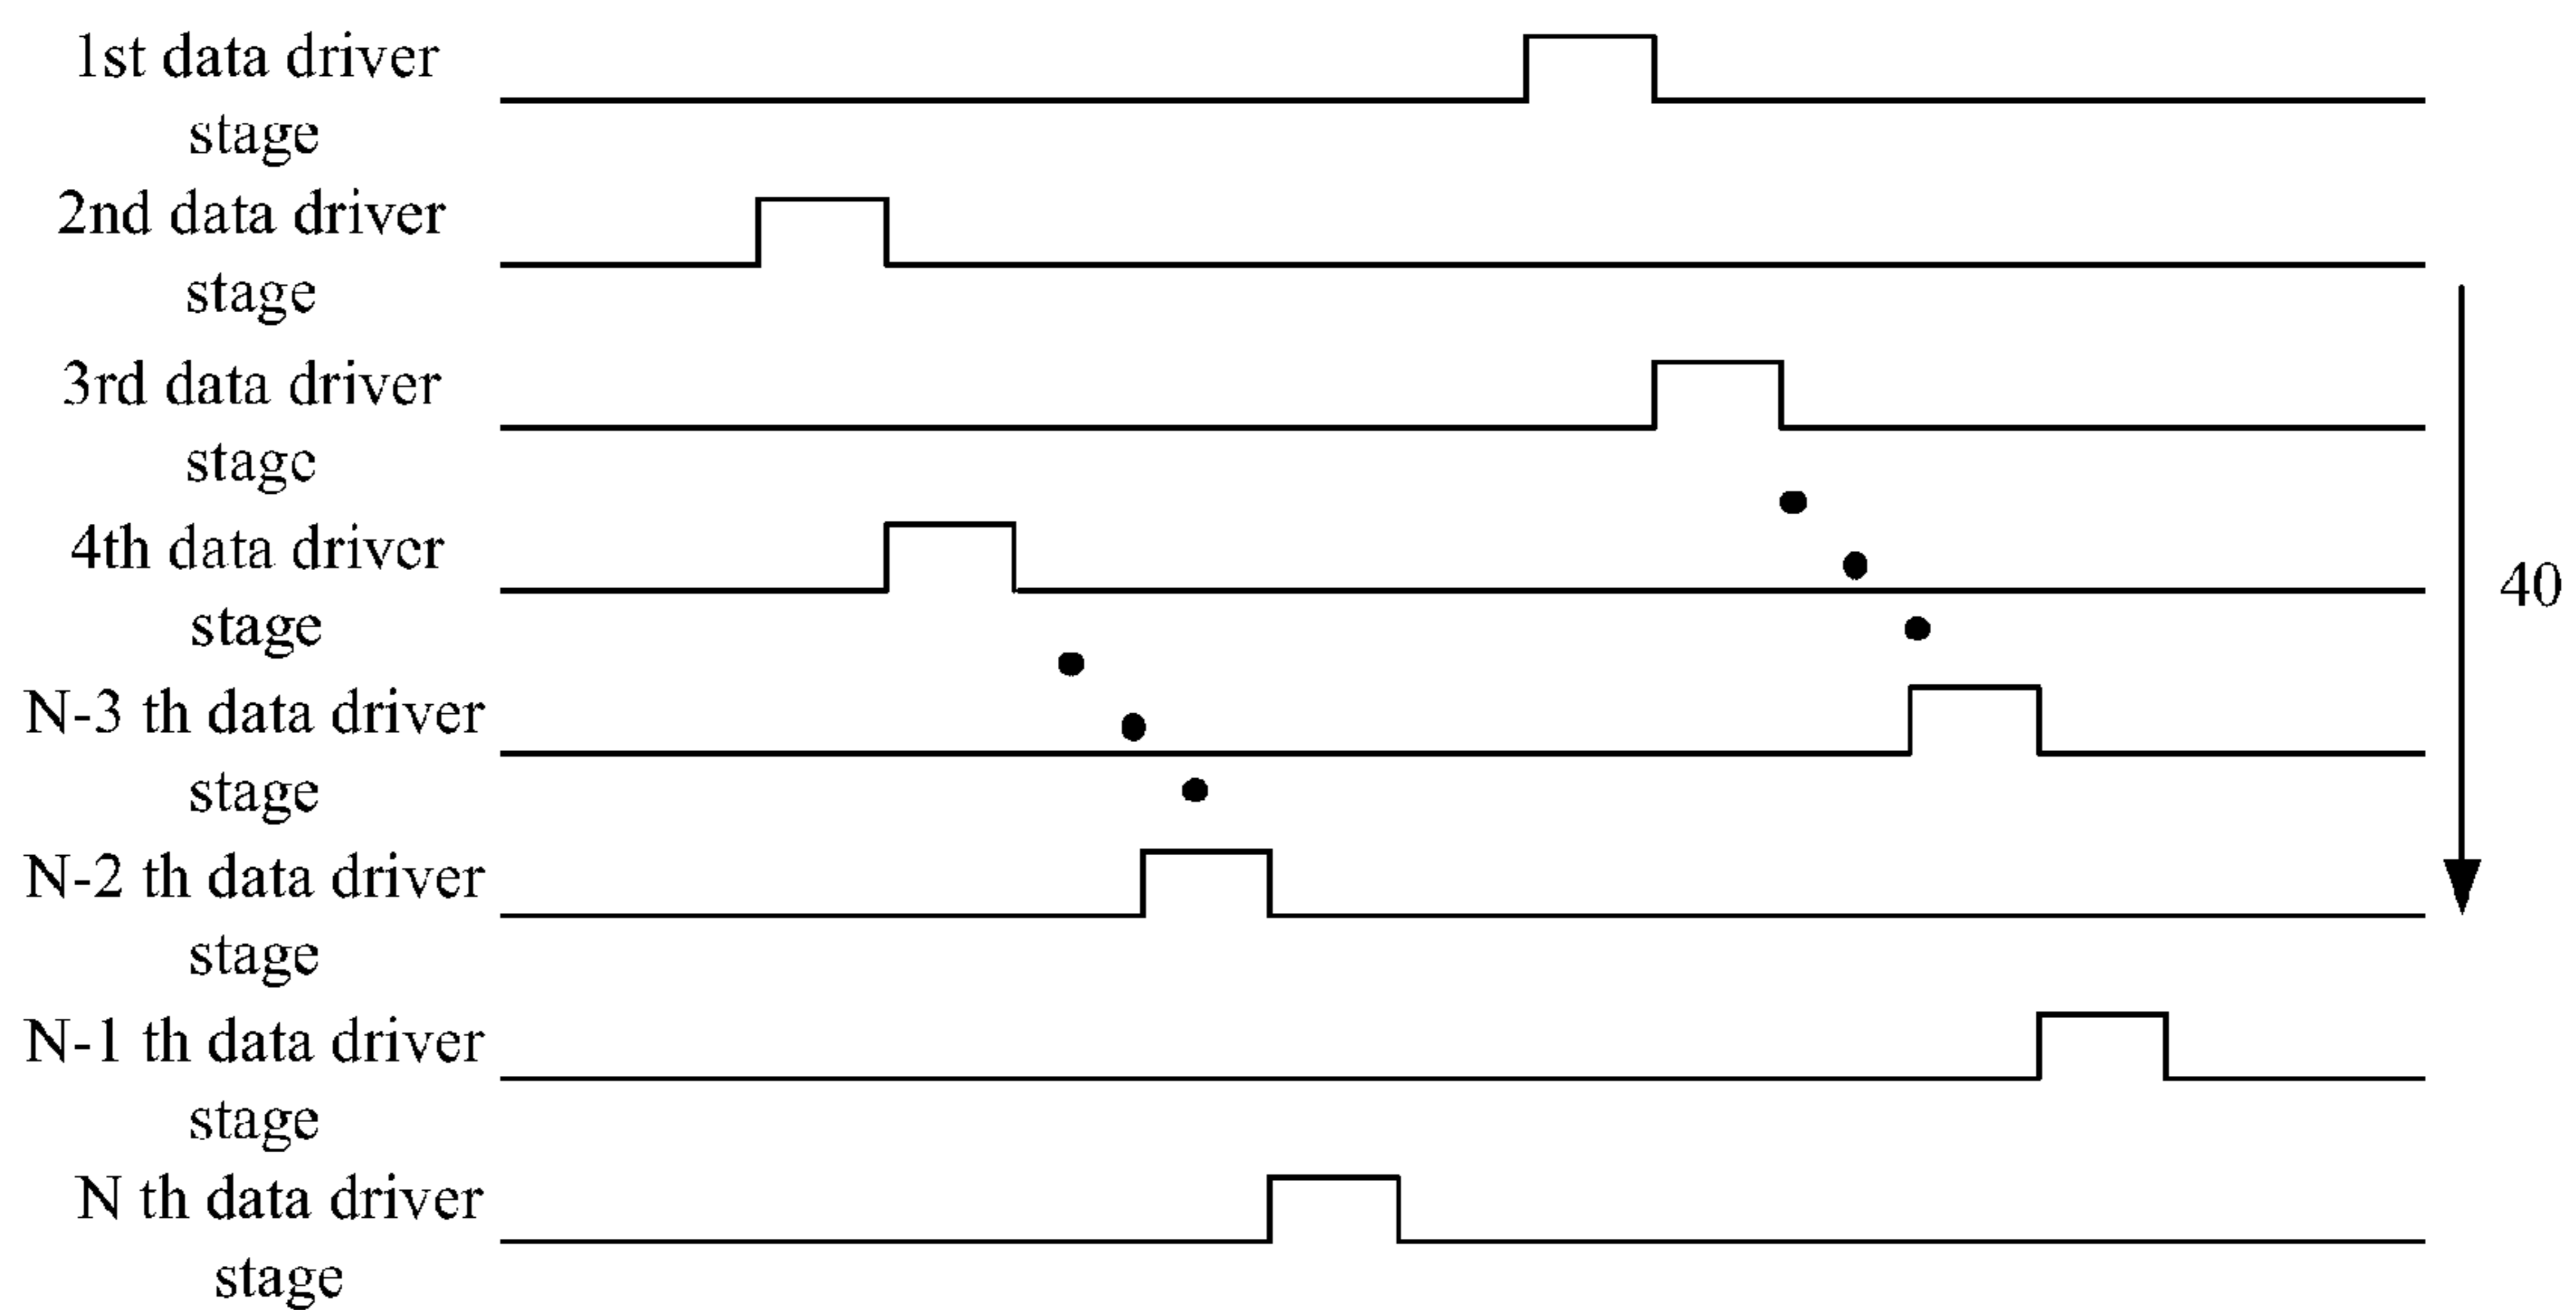 1st data driver
stage
2nd data driver
stage
3rd data driver
stage
4th data driver
stage
40
N-3 th data driver
stage
N-2 th data driver
stage
N-1 th data driver
stage
N th data driver
stage